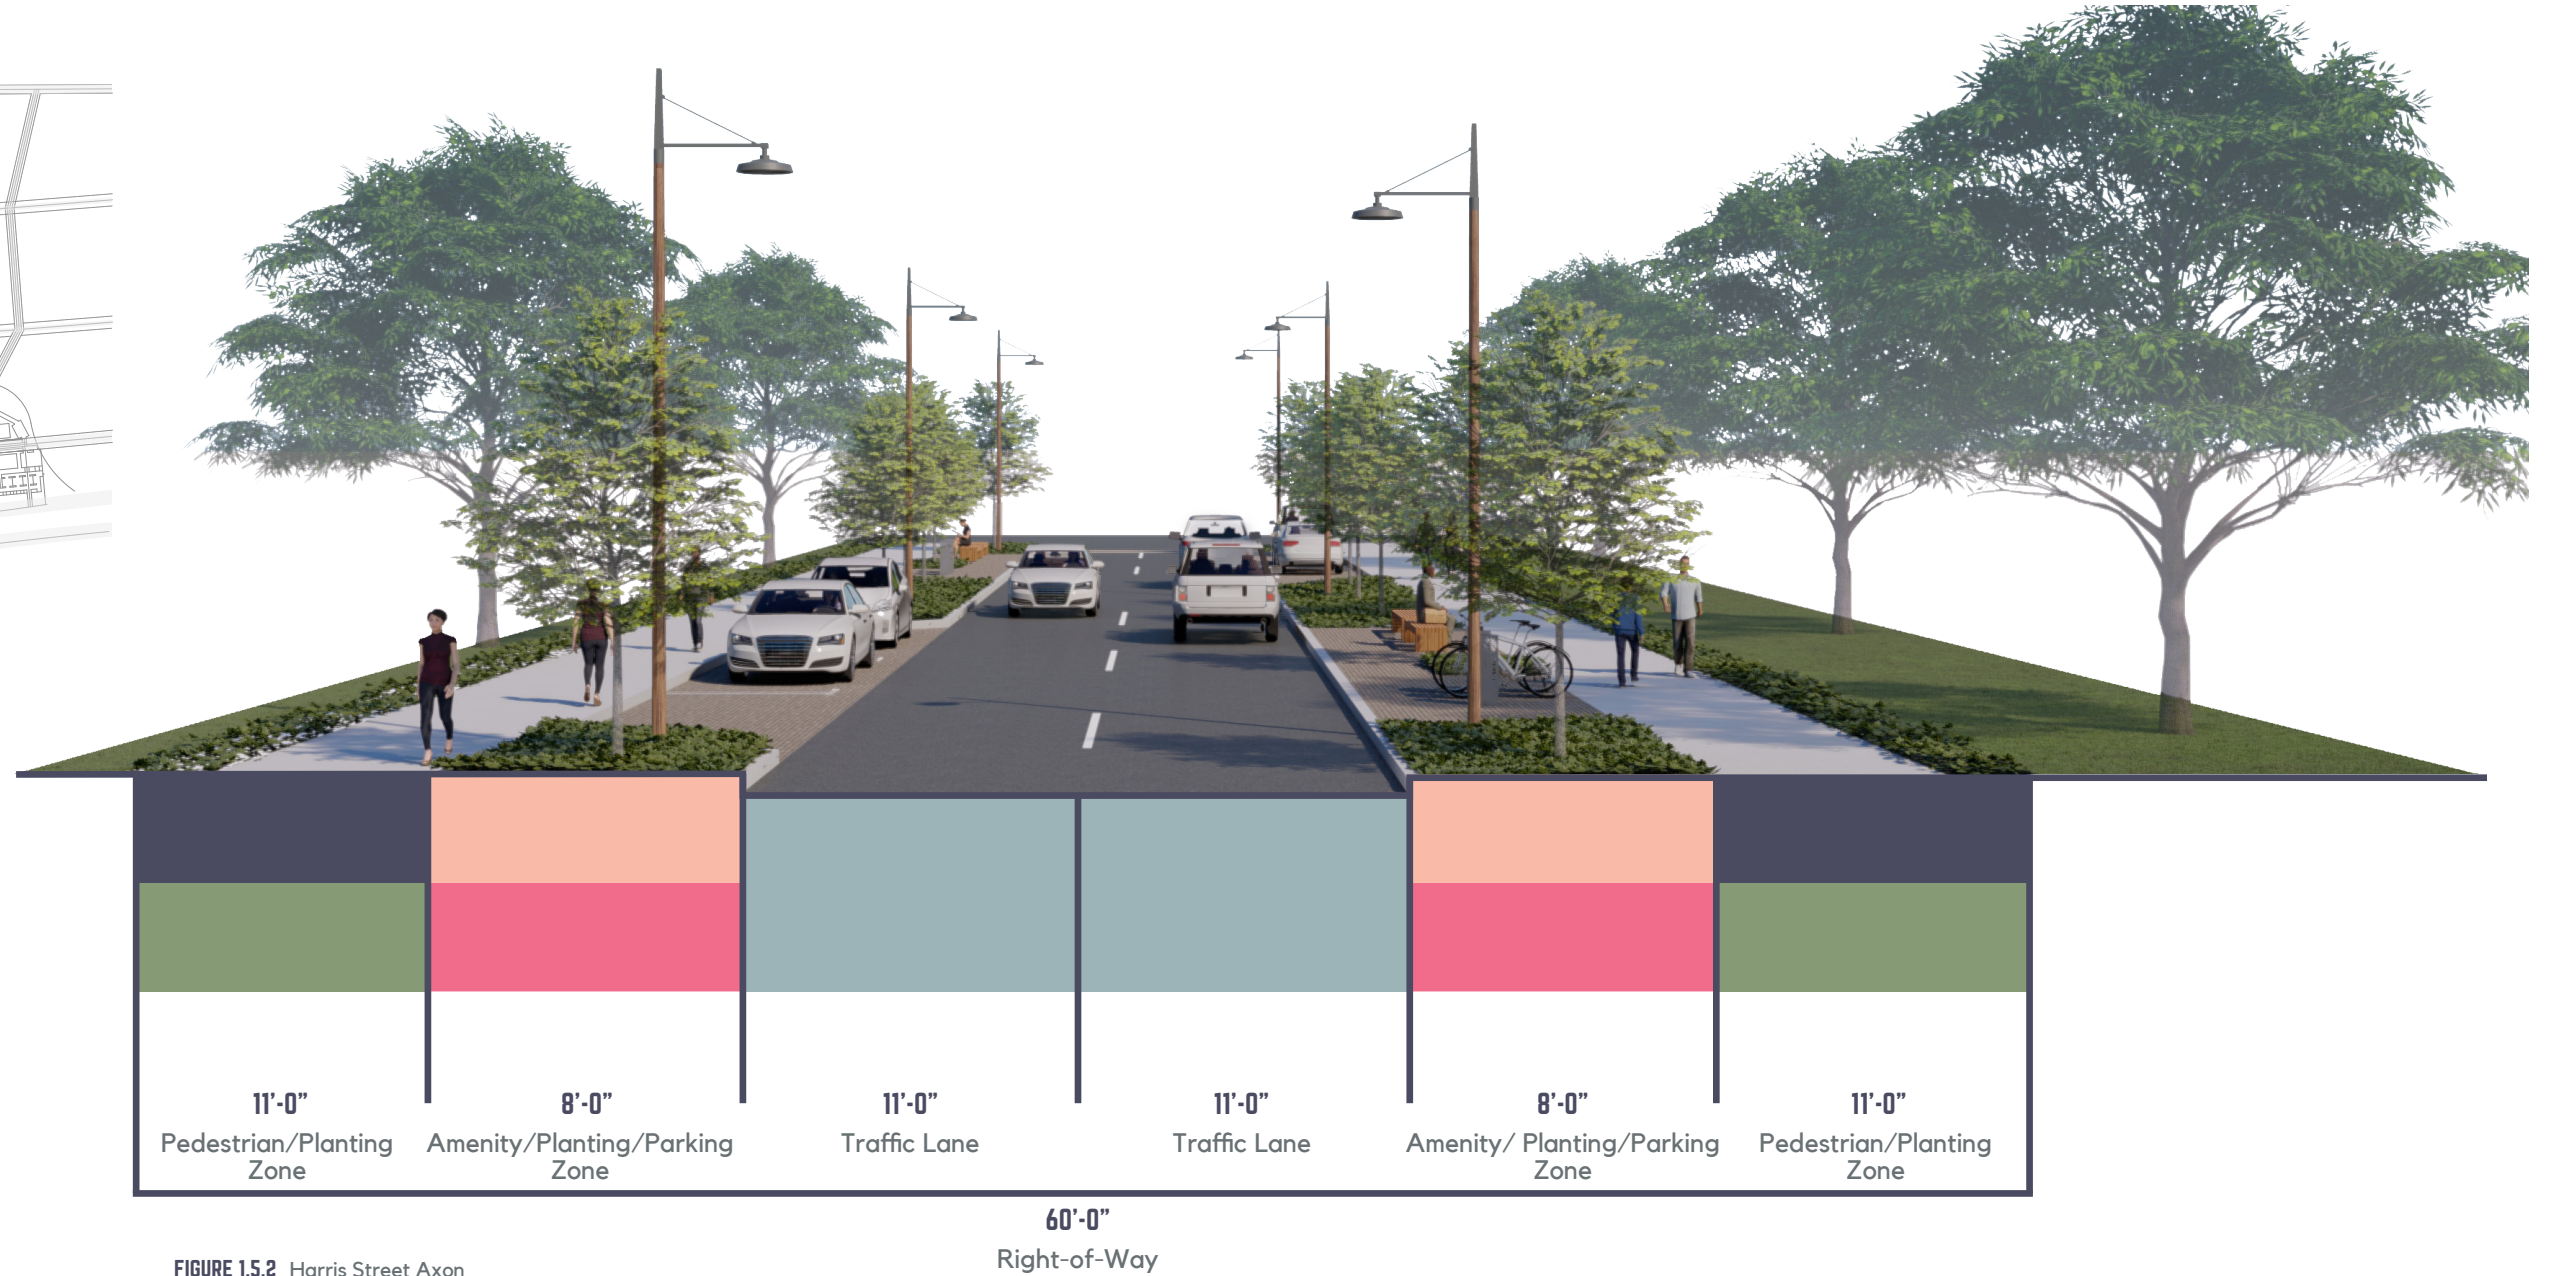 11’-0”
Pedestrian/Planting
Zone
8’-0”
Amenity/Planting/Parking
Zone
11’-0”
Traffic Lane
11’-0”
Traffic Lane
8’-0”
Amenity/ Planting/Parking
Zone
11’-0”
Pedestrian/Planting
Zone
60’-0”
Right-of-Way
FIGURE 1.5.2 Harris Street Axon